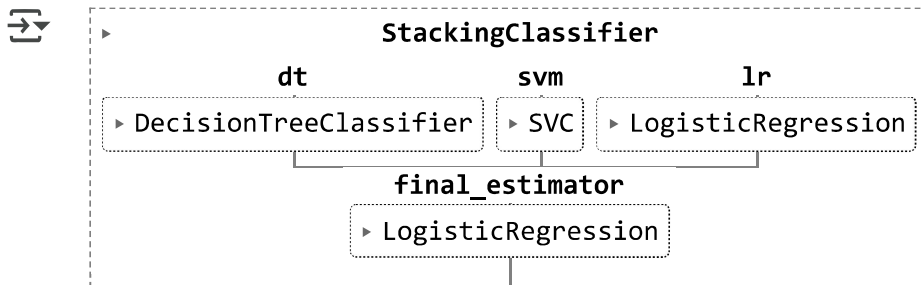 StackingClassifier
dt svm lr
DecisionTreeClassifier SVC LogisticRegression
final_estimator
LogisticRegression